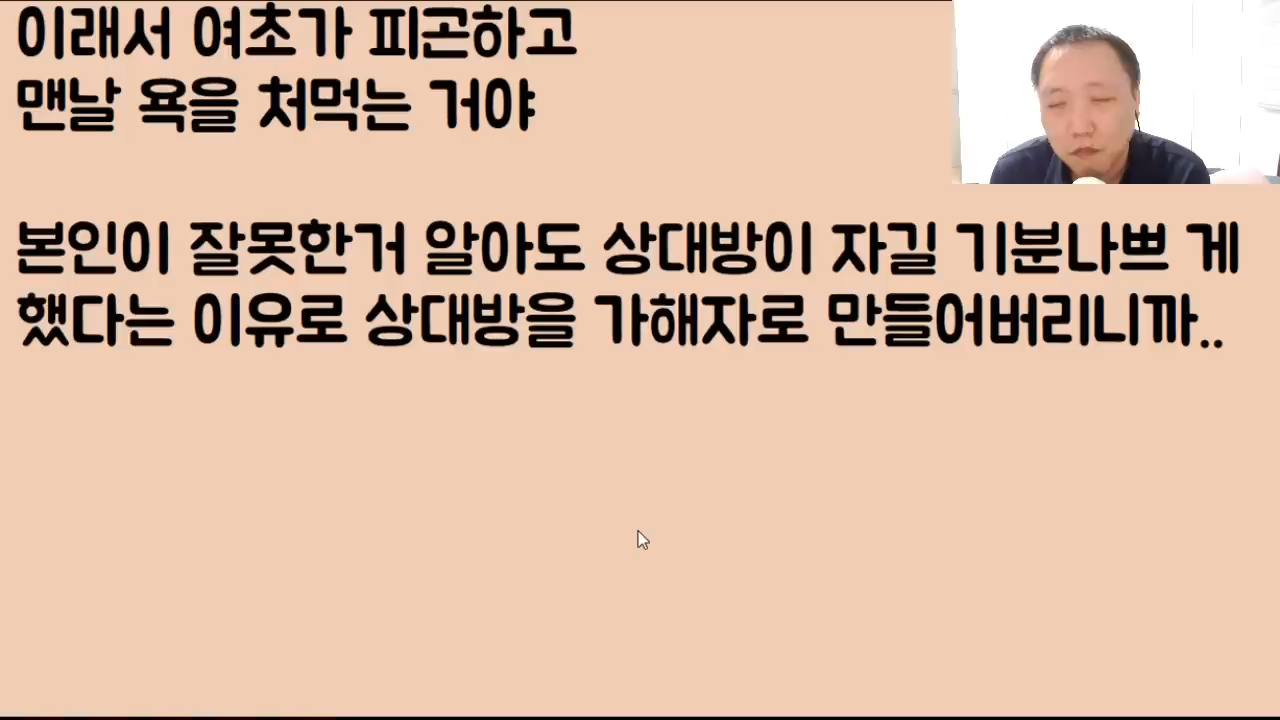 이래서 여초가 피곤하고
맨날 욕을 처먹는 거야
본인이 잘못한거 알아도 상대방이 자길 기분나쁘 게
했다는 이유로 상대방을 가해자로 만들어버리니까..